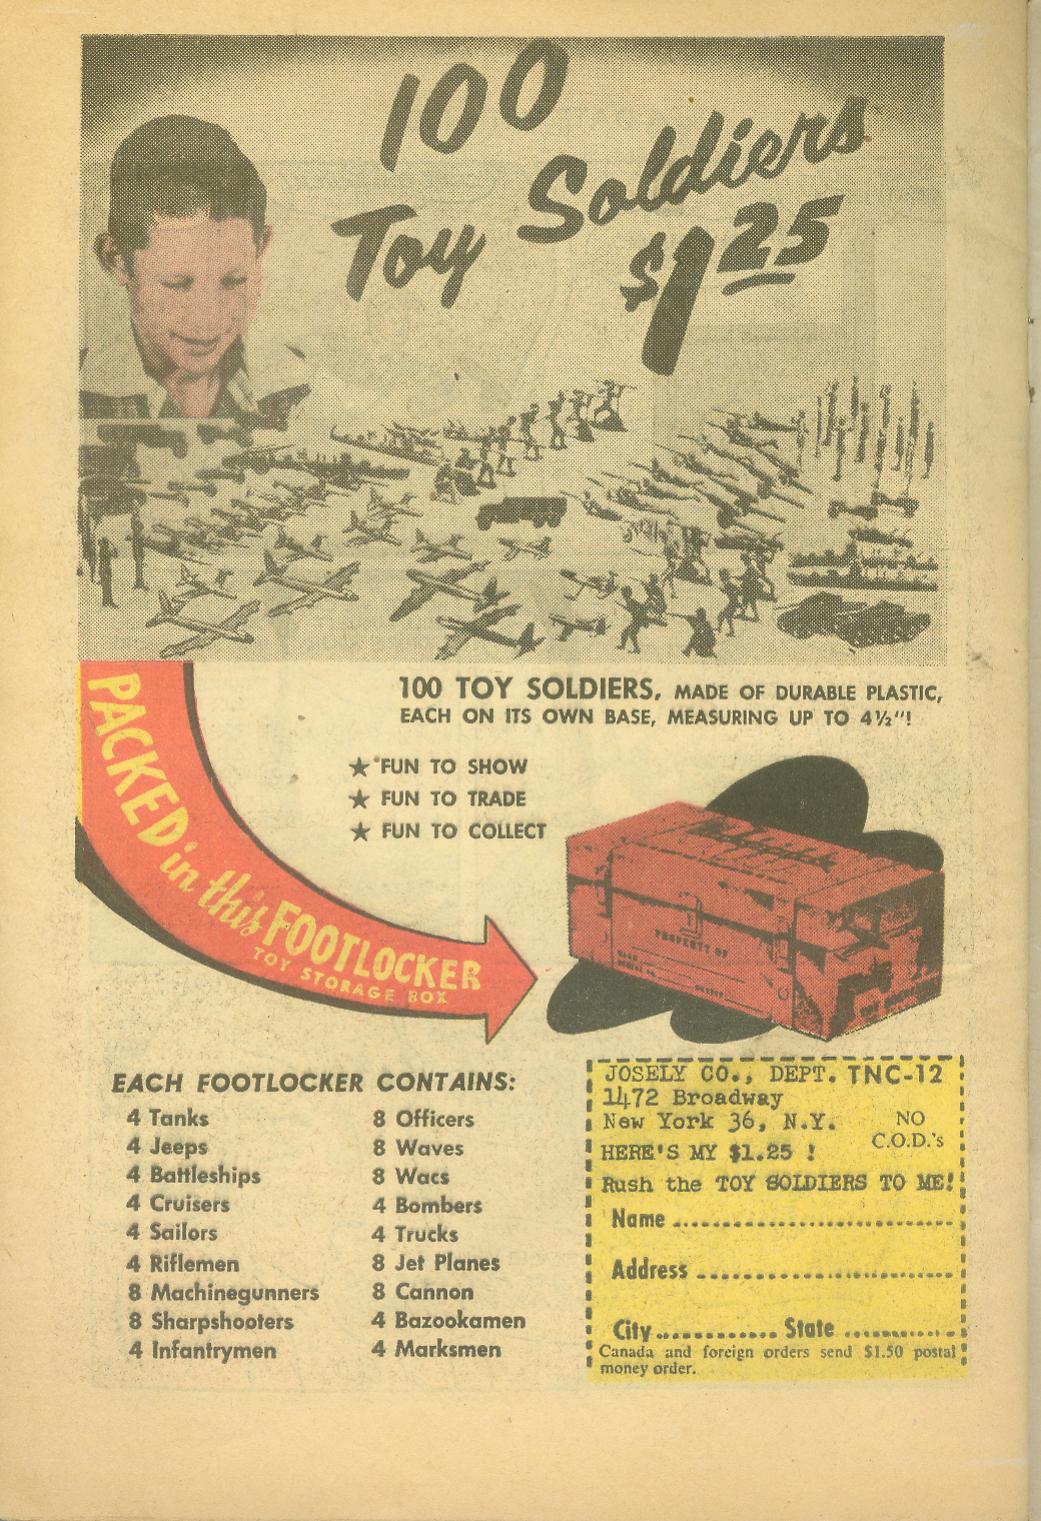 100
Toy Soldiers
$1 25
PACKED in this FOOTLOCKER
TOY STORAGE BOX
100 TOY SOLDIERS, MADE OF DURABLE PLASTIC,
EACH ON ITS OWN BASE, MEASURING UP TO 4½"!
★ FUN TO SHOW
★ FUN TO TRADE
★ FUN TO COLLECT
PROPERTY OF
EACH FOOTLOCKER CONTAINS:
4 Tanks
4 Jeeps
4 Battleships
4 Cruisers
4 Sailors
4 Riflemen
8 Machinegunners
8 Sharpshooters
4 Infantrymen
8 Officers
8 Waves
8 Wacs
4 Bombers
4 Trucks
8 Jet Planes
8 Cannon
4 Bazookamen
4 Marksmen
JOSELY CO., DEPT. TNC-12
1472 Broadway
New York 36, N.Y.
NO
C.O.D.'s
HERE'S MY $1.25 !
Rush the TOY SOLDIERS TO ME!
Name
Address
City............ State ............
Canada and foreign orders send $1.50 postal
money order.